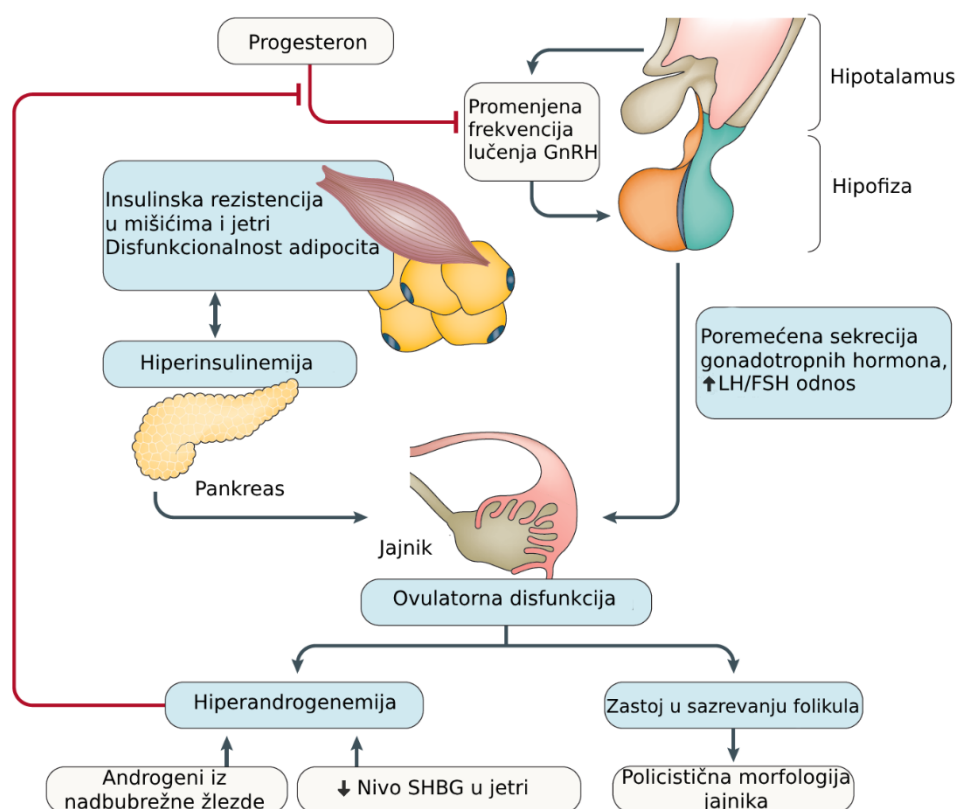 Progesteron
Promenjena
frekvencija
lučenja GnRH
Hipotalamus
Hipofiza
Insulinska rezistencija
u mišićima i jetri
Disfunkcionalnost adipocita
Hiperinsulinemija
Poremećena sekrecija
gonadotropnih hormona,
↑LH/FSH odnos
Pankreas
Jajnik
Ovulatorna disfunkcija
Hiperandrogenemija
Zastoj u sazrevanju folikula
Androgeni iz
nadbubrežne žlezde
↓ Nivo SHBG u jetri
Policistična morfologija
jajnika